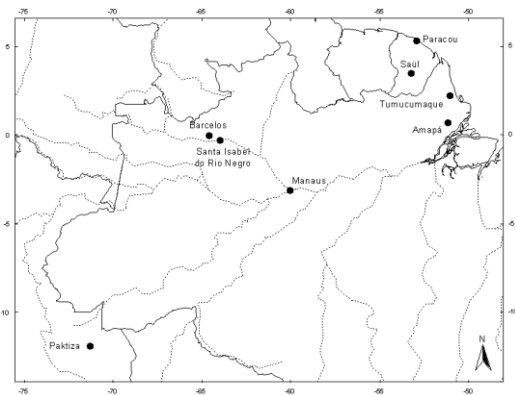 -75 -70 -65 -60 -55 -50
5 Paracou 5
Saül
Tumucumaque
Amapá
Barcelos
0 0
Santa Isabel
do Rio Negro
Manaus
-5 -5
-10 -10
Paktiza
N
-75 -70 -65 -60 -55 -50